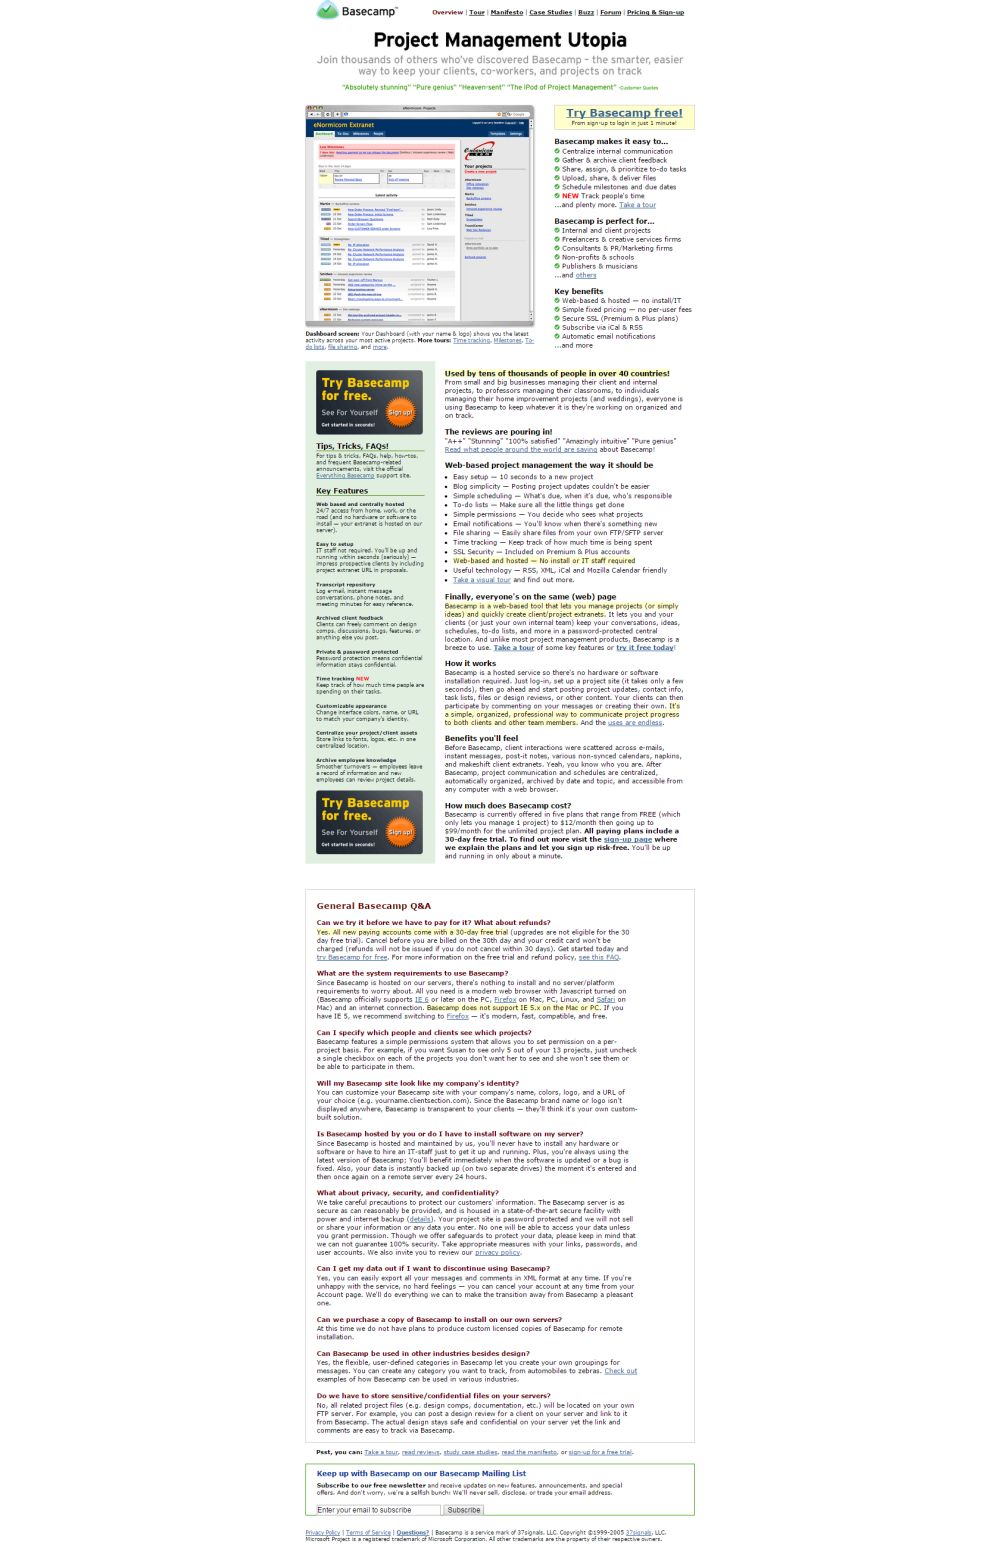 Basecamp™
Overview | Tour | Manifesto | Case Studies | Buzz | Forum | Pricing & Sign-up
Project Management Utopia
Join thousands of others who've discovered Basecamp – the smarter, easier
way to keep your clients, co-workers, and projects on track
"Absolutely stunning" "Pure genius" "Heaven-sent" "The iPod of Project Management" -Customer Quotes
eNormicom: Projects
eNormicom Extranet
Dashboard To-Do Milestones People
Templates Settings
Late Milestones
Your projects
Create a new project
Latest activity
Dashboard screen: Your Dashboard (with your name & logo) shows you the latest
activity across your most active projects. More tours: Time tracking, Milestones, To-
do lists, file sharing, and more.
Try Basecamp free!
From sign-up to login in just 1 minute!
Basecamp makes it easy to...
Centralize internal communication
Gather & archive client feedback
Share, assign, & prioritize to-do tasks
Upload, share, & deliver files
Schedule milestones and due dates
NEW Track people's time
...and plenty more. Take a tour
Basecamp is perfect for...
Internal and client projects
Freelancers & creative services firms
Consultants & PR/Marketing firms
Non-profits & schools
Publishers & musicians
...and others
Key benefits
Web-based & hosted — no install/IT
Simple fixed pricing — no per-user fees
Secure SSL (Premium & Plus plans)
Subscribe via iCal & RSS
Automatic email notifications
...and more
Try Basecamp
for free.
See For Yourself
Sign up!
Get started in seconds!
Tips, Tricks, FAQs!
For tips & tricks, FAQs, help, how-tos,
and frequent Basecamp-related
announcements, visit the official
Everything Basecamp support site.
Key Features
Web based and centrally hosted
24/7 access from home, work, or the
road (and no hardware or software to
install — your extranet is hosted on our
server).
Easy to setup
IT staff not required. You'll be up and
running within seconds (seriously) —
impress prospective clients by including
project extranet URL in proposals.
Transcript repository
Log e-mail, instant message
conversations, phone notes, and
meeting minutes for easy reference.
Archived client feedback
Clients can freely comment on design
comps, discussions, bugs, features, or
anything else you post.
Private & password protected
Password protection means confidential
information stays confidential.
Time tracking NEW
Keep track of how much time people are
spending on their tasks.
Customizable appearance
Change interface colors, name, or URL
to match your company's identity.
Centralize your project/client assets
Store links to fonts, logos, etc. in one
centralized location.
Archive employee knowledge
Smoother turnovers — employees leave
a record of information and new
employees can review project details.
Try Basecamp
for free.
See For Yourself
Sign up!
Get started in seconds!
Used by tens of thousands of people in over 40 countries!
From small and big businesses managing their client and internal
projects, to professors managing their classrooms, to individuals
managing their home improvement projects (and weddings), everyone is
using Basecamp to keep whatever it is they're working on organized and
on track.
The reviews are pouring in!
"A++" "Stunning" "100% satisfied" "Amazingly intuitive" "Pure genius"
Read what people around the world are saying about Basecamp!
Web-based project management the way it should be
Easy setup — 10 seconds to a new project
Blog simplicity — Posting project updates couldn't be easier
Simple scheduling — What's due, when it's due, who's responsible
To-do lists — Make sure all the little things get done
Simple permissions — You decide who sees what projects
Email notifications — You'll know when there's something new
File sharing — Easily share files from your own FTP/SFTP server
Time tracking — Keep track of how much time is being spent
SSL Security — Included on Premium & Plus accounts
Web-based and hosted — No install or IT staff required
Useful technology — RSS, XML, iCal and Mozilla Calendar friendly
Take a visual tour and find out more.
Finally, everyone's on the same (web) page
Basecamp is a web-based tool that lets you manage projects (or simply
ideas) and quickly create client/project extranets. It lets you and your
clients (or just your own internal team) keep your conversations, ideas,
schedules, to-do lists, and more in a password-protected central
location. And unlike most project management products, Basecamp is a
breeze to use. Take a tour of some key features or try it free today!
How it works
Basecamp is a hosted service so there's no hardware or software
installation required. Just log-in, set up a project site (it takes only a few
seconds), then go ahead and start posting project updates, contact info,
task lists, files or design reviews, or other content. Your clients can then
participate by commenting on your messages or creating their own. It's
a simple, organized, professional way to communicate project progress
to both clients and other team members. And the uses are endless.
Benefits you'll feel
Before Basecamp, client interactions were scattered across e-mails,
instant messages, post-it notes, various non-synced calendars, napkins,
and makeshift client extranets. Yeah, you know who you are. After
Basecamp, project communication and schedules are centralized,
automatically organized, archived by date and topic, and accessible from
any computer with a web browser.
How much does Basecamp cost?
Basecamp is currently offered in five plans that range from FREE (which
only lets you manage 1 project) to $12/month then going up to
$99/month for the unlimited project plan. All paying plans include a
30-day free trial. To find out more visit the sign-up page where
we explain the plans and let you sign up risk-free. You'll be up
and running in only about a minute.
General Basecamp Q&A
Can we try it before we have to pay for it? What about refunds?
Yes. All new paying accounts come with a 30-day free trial (upgrades are not eligible for the 30
day free trial). Cancel before you are billed on the 30th day and your credit card won't be
charged (refunds will not be issued if you do not cancel within 30 days). Get started today and
try Basecamp for free. For more information on the free trial and refund policy, see this FAQ.
What are the system requirements to use Basecamp?
Since Basecamp is hosted on our servers, there's nothing to install and no server/platform
requirements to worry about. All you need is a modern web browser with Javascript turned on
(Basecamp officially supports IE 6 or later on the PC, Firefox on Mac, PC, Linux, and Safari on
Mac) and an internet connection. Basecamp does not support IE 5.x on the Mac or PC. If you
have IE 5, we recommend switching to Firefox — it's modern, fast, compatible, and free.
Can I specify which people and clients see which projects?
Basecamp features a simple permissions system that allows you to set permission on a per-
project basis. For example, if you want Susan to see only 5 out of your 13 projects, just uncheck
a single checkbox on each of the projects you don't want her to see and she won't see them or
be able to participate in them.
Will my Basecamp site look like my company's identity?
You can customize your Basecamp site with your company's name, colors, logo, and a URL of
your choice (e.g. yourname.clientsection.com). Since the Basecamp brand name or logo isn't
displayed anywhere, Basecamp is transparent to your clients — they'll think it's your own custom-
built solution.
Is Basecamp hosted by you or do I have to install software on my server?
Since Basecamp is hosted and maintained by us, you'll never have to install any hardware or
software or have to hire an IT-staff just to get it up and running. Plus, you're always using the
latest version of Basecamp; You'll benefit immediately when the software is updated or a bug is
fixed. Also, your data is instantly backed up (on two separate drives) the moment it's entered and
then once again on a remote server every 24 hours.
What about privacy, security, and confidentiality?
We take careful precautions to protect our customers' information. The Basecamp server is as
secure as can reasonably be provided, and is housed in a state-of-the-art secure facility with
power and internet backup (details). Your project site is password protected and we will not sell
or share your information or any data you enter. No one will be able to access your data unless
you grant permission. Though we offer safeguards to protect your data, please keep in mind that
we can not guarantee 100% security. Take appropriate measures with your links, passwords, and
user accounts. We also invite you to review our privacy policy.
Can I get my data out if I want to discontinue using Basecamp?
Yes, you can easily export all your messages and comments in XML format at any time. If you're
unhappy with the service, no hard feelings — you can cancel your account at any time from your
Account page. We'll do everything we can to make the transition away from Basecamp a pleasant
one.
Can we purchase a copy of Basecamp to install on our own servers?
At this time we do not have plans to produce custom licensed copies of Basecamp for remote
installation.
Can Basecamp be used in other industries besides design?
Yes, the flexible, user-defined categories in Basecamp let you create your own groupings for
messages. You can create any category you want to track, from automobiles to zebras. Check out
examples of how Basecamp can be used in various industries.
Do we have to store sensitive/confidential files on your servers?
No, all related project files (e.g. design comps, documentation, etc.) will be located on your own
FTP server. For example, you can post a design review for a client on your server and link to it
from Basecamp. The actual design stays safe and confidential on your server yet the link and
comments are easy to track via Basecamp.
Psst, you can: Take a tour, read reviews, study case studies, read the manifesto, or sign-up for a free trial.
Keep up with Basecamp on our Basecamp Mailing List
Subscribe to our free newsletter and receive updates on new features, announcements, and special
offers. And don't worry, we're a selfish bunch: We'll never sell, disclose, or trade your email address.
Enter your email to subscribe
Subscribe
Privacy Policy | Terms of Service | Questions? | Basecamp is a service mark of 37signals, LLC. Copyright ©1999-2005 37signals, LLC.
Microsoft Project is a registered trademark of Microsoft Corporation. All other trademarks are the property of their respective owners.